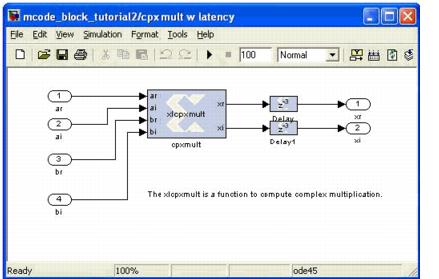 mcode_block_tutorial2/cpx mult w latency
File Edit View Simulation Format Tools Help
100 Normal
1
ar
2
ai
3
br
4
bi
ar
ai
br
bi
xlcpxmult
xr
xi
cpxmult
z-3
Delay
z-3
Delay1
1
xr
2
xi
The xlcpxmult is a function to compute complex multiplication.
Ready 100% ode45